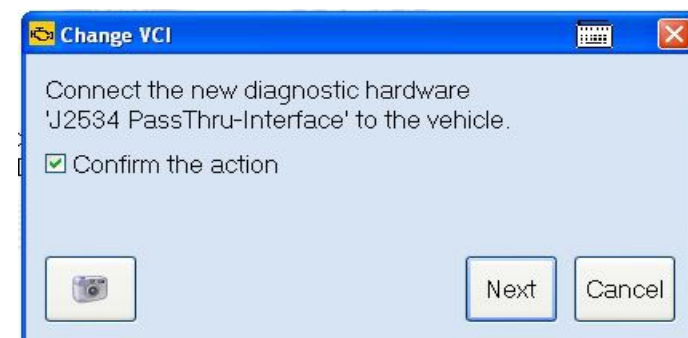 Change VCI
Connect the new diagnostic hardware
'J2534 PassThru-Interface' to the vehicle.
Confirm the action
Next
Cancel